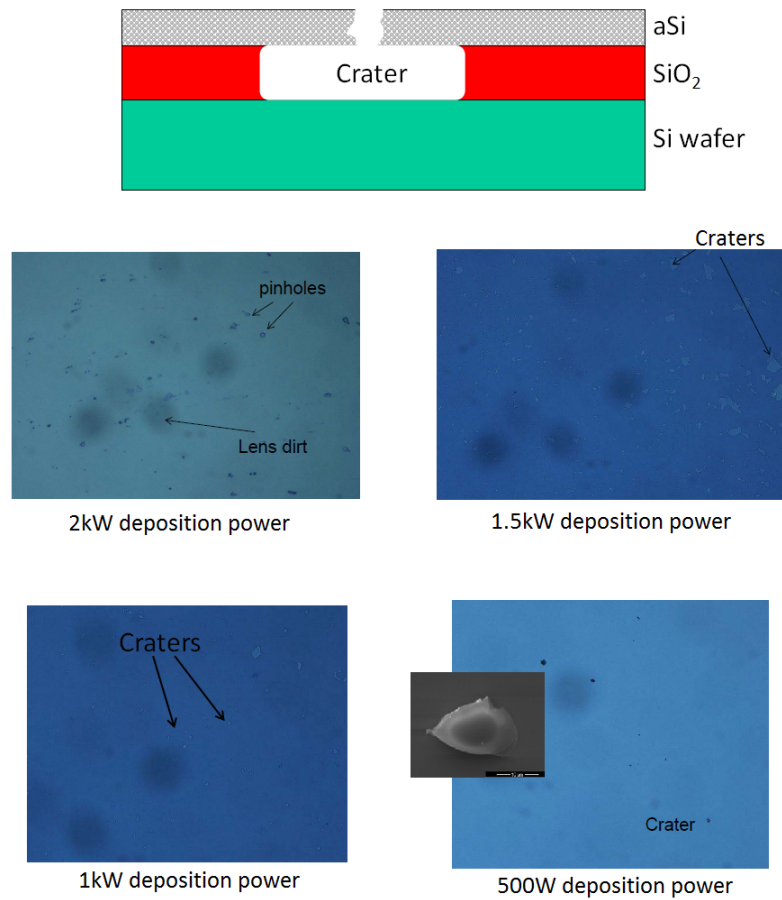 aSi
Crater
SiO₂
Si wafer
Craters
pinholes
Lens dirt
2kW deposition power
1.5kW deposition power
Craters
Crater
1kW deposition power
500W deposition power